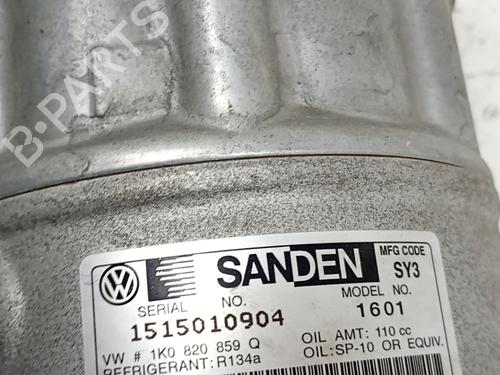 B-PARTS
SANDEN
MFG CODE
SY3
SERIAL NO.
1515010904
MODEL NO.
1601
VW # 1K0 820 859 Q
OIL AMT: 110 cc
REFRIGERANT: R134a
OIL:SP-10 OR EQUIV.